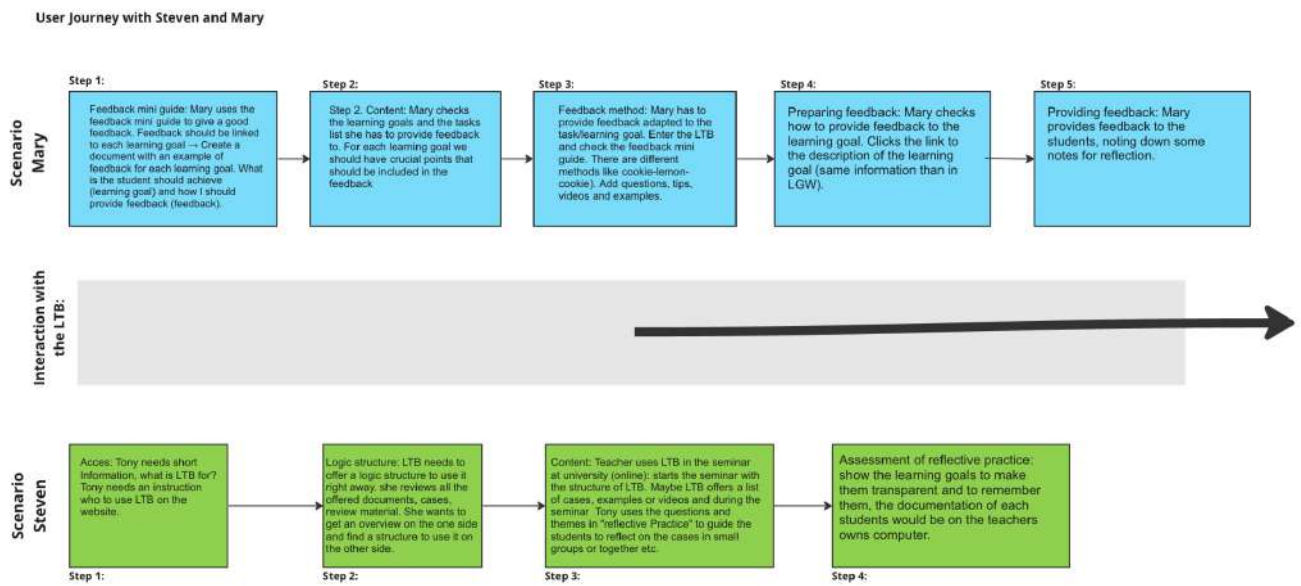 User Journey with Steven and Mary
Scenario
Mary
Step 1:
Feedback mini guide: Mary uses the
feedback mini guide to give a good
feedback. Feedback should be linked
to each learning goal → Create a
document with an example of
feedback for each learning goal. What
is the student should achieve
(learning goal) and how I should
provide feedback (feedback).
Step 2:
Step 2. Content: Mary checks
the learning goals and the tasks
list she has to provide feedback
to. For each learning goal we
should have crucial points that
should be included in the
feedback
Step 3:
Feedback method: Mary has to
provide feedback adapted to the
task/learning goal. Enter the LTB
and check the feedback mini
guide. There are different
methods like cookie-lemon-
cookie). Add questions, tips,
videos and examples.
Step 4:
Preparing feedback: Mary checks
how to provide feedback to the
learning goal. Clicks the link to
the description of the learning
goal (same information than in
LGW).
Step 5:
Providing feedback: Mary
provides feedback to the
students, noting down some
notes for reflection.
Interaction with
the LTB:
Scenario
Steven
Acces: Tony needs short
Information, what is LTB for?
Tony needs an instruction
who to use LTB on the
website.
Step 1:
Logic structure: LTB needs to
offer a logic structure to use it
right away, she reviews all the
offered documents, cases,
review material. She wants to
get an overview on the one side
and find a structure to use it on
the other side.
Step 2:
Content: Teacher uses LTB in the seminar
at university (online): starts the seminar with
the structure of LTB. Maybe LTB offers a list
of cases, examples or videos and during the
seminar Tony uses the questions and
themes in "reflective Practice" to guide the
students to reflect on the cases in small
groups or together etc.
Step 3:
Assessment of reflective practice:
show the learning goals to make
them transparent and to remember
them, the documentation of each
students would be on the teachers
owns computer.
Step 4: